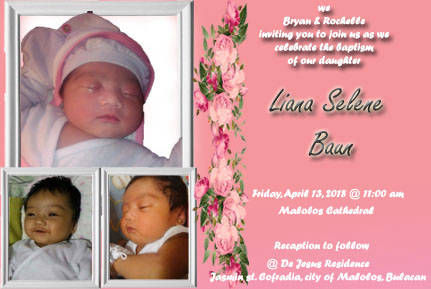 we
Bryan & Rochelle
inviting you to join us as we
celebrate the baptism
of our daughter
Liana Selene
Baun
Friday, April 13, 2018 @ 11:00 am
Malolos Cathedral
Reception to follow
@ De Jesus Residence
Jasmin st. Cofradia, city of Malolos, Bulacan